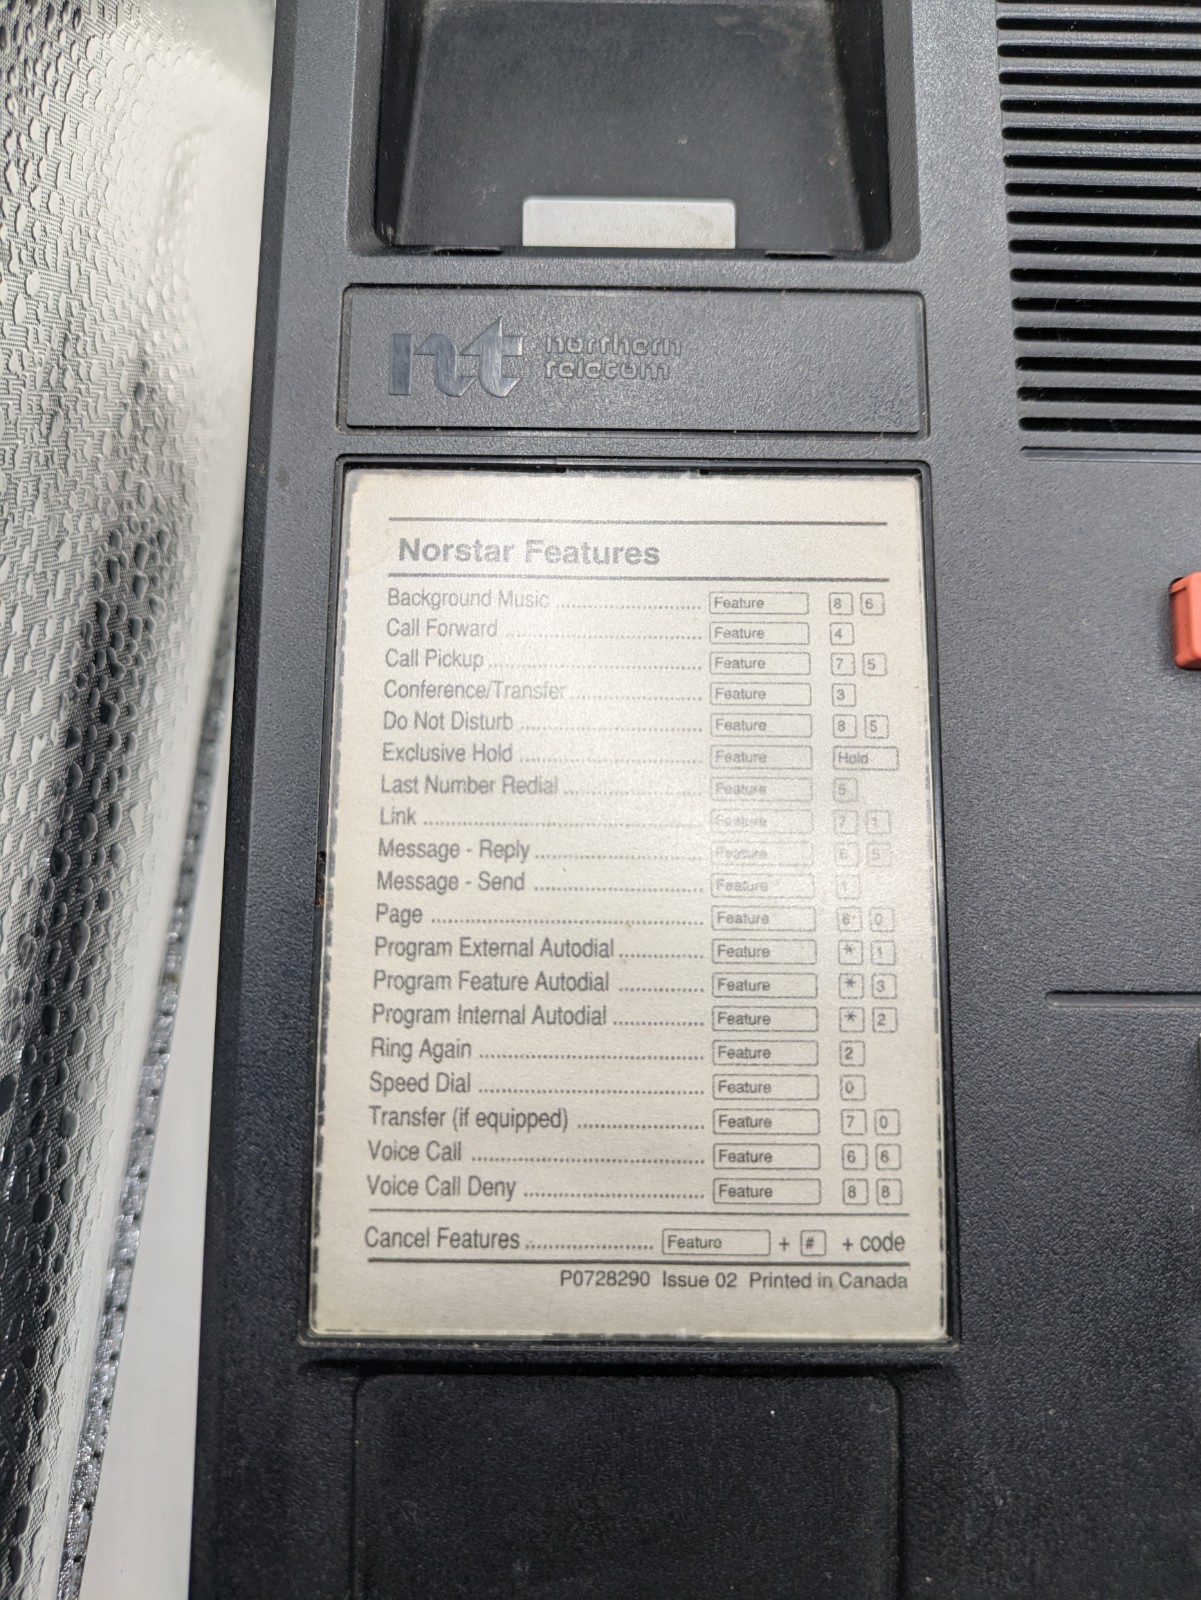 nt northern
telecom
Norstar Features
Background Music ........................ Feature 8 6
Call Forward ........................ Feature 4
Call Pickup ........................ Feature 7 5
Conference/Transfer ........................ Feature 3
Do Not Disturb ........................ Feature 8 5
Exclusive Hold ........................ Feature Hold
Last Number Redial ........................ Feature 5
Link ........................ Feature 7 1
Message - Reply ........................ Feature 6 5
Message - Send ........................ Feature 1
Page ........................ Feature 6 0
Program External Autodial ........................ Feature * 1
Program Feature Autodial ........................ Feature * 3
Program Internal Autodial ........................ Feature * 2
Ring Again ........................ Feature 2
Speed Dial ........................ Feature 0
Transfer (if equipped) ........................ Feature 7 0
Voice Call ........................ Feature 6 6
Voice Call Deny ........................ Feature 8 8
Cancel Features ........................ Feature + # + code
P0728290 Issue 02 Printed in Canada